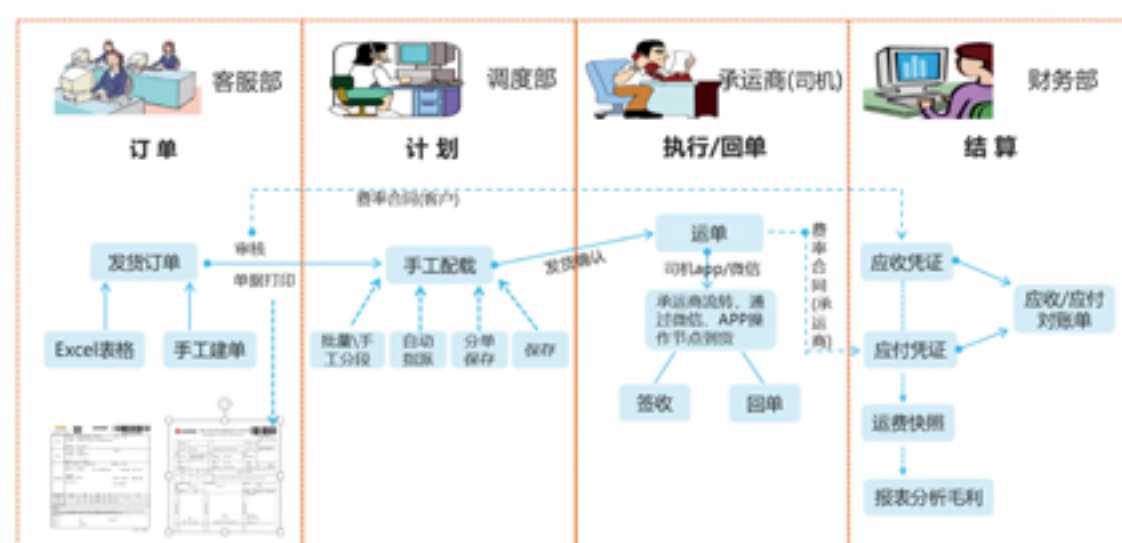 客服部
订 单
调度部
计 划
承运商(司机)
执行/回单
财务部
结 算
费率合同(客户)
发货订单
审核
单据打印
Excel表格
手工建单
手工配载
批量\手
工分段
自动
指派
分单
保存
保存
发货确认
运单
司机app/微信
承运商流转，通
过微信、APP操
作节点到货
签收
回单
费率合同(承运商)
应收凭证
应付凭证
应收/应付
对账单
运费快照
报表分析毛利